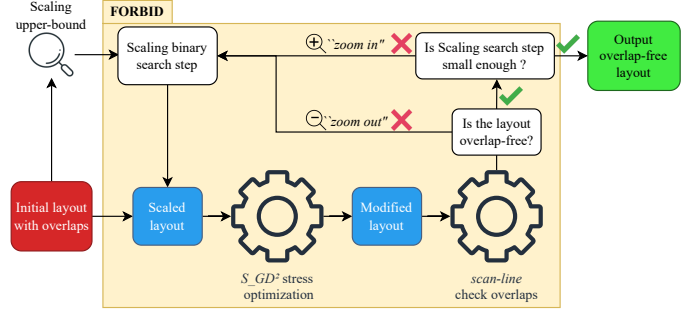 FORBID
Scaling
upper-bound
Scaling binary
search step
``zoom in"
Is Scaling search step
small enough ?
Output
overlap-free
layout
``zoom out"
Is the layout
overlap-free?
Initial layout
with overlaps
Scaled
layout
Modified
layout
S_GD² stress
optimization
scan-line
check overlaps